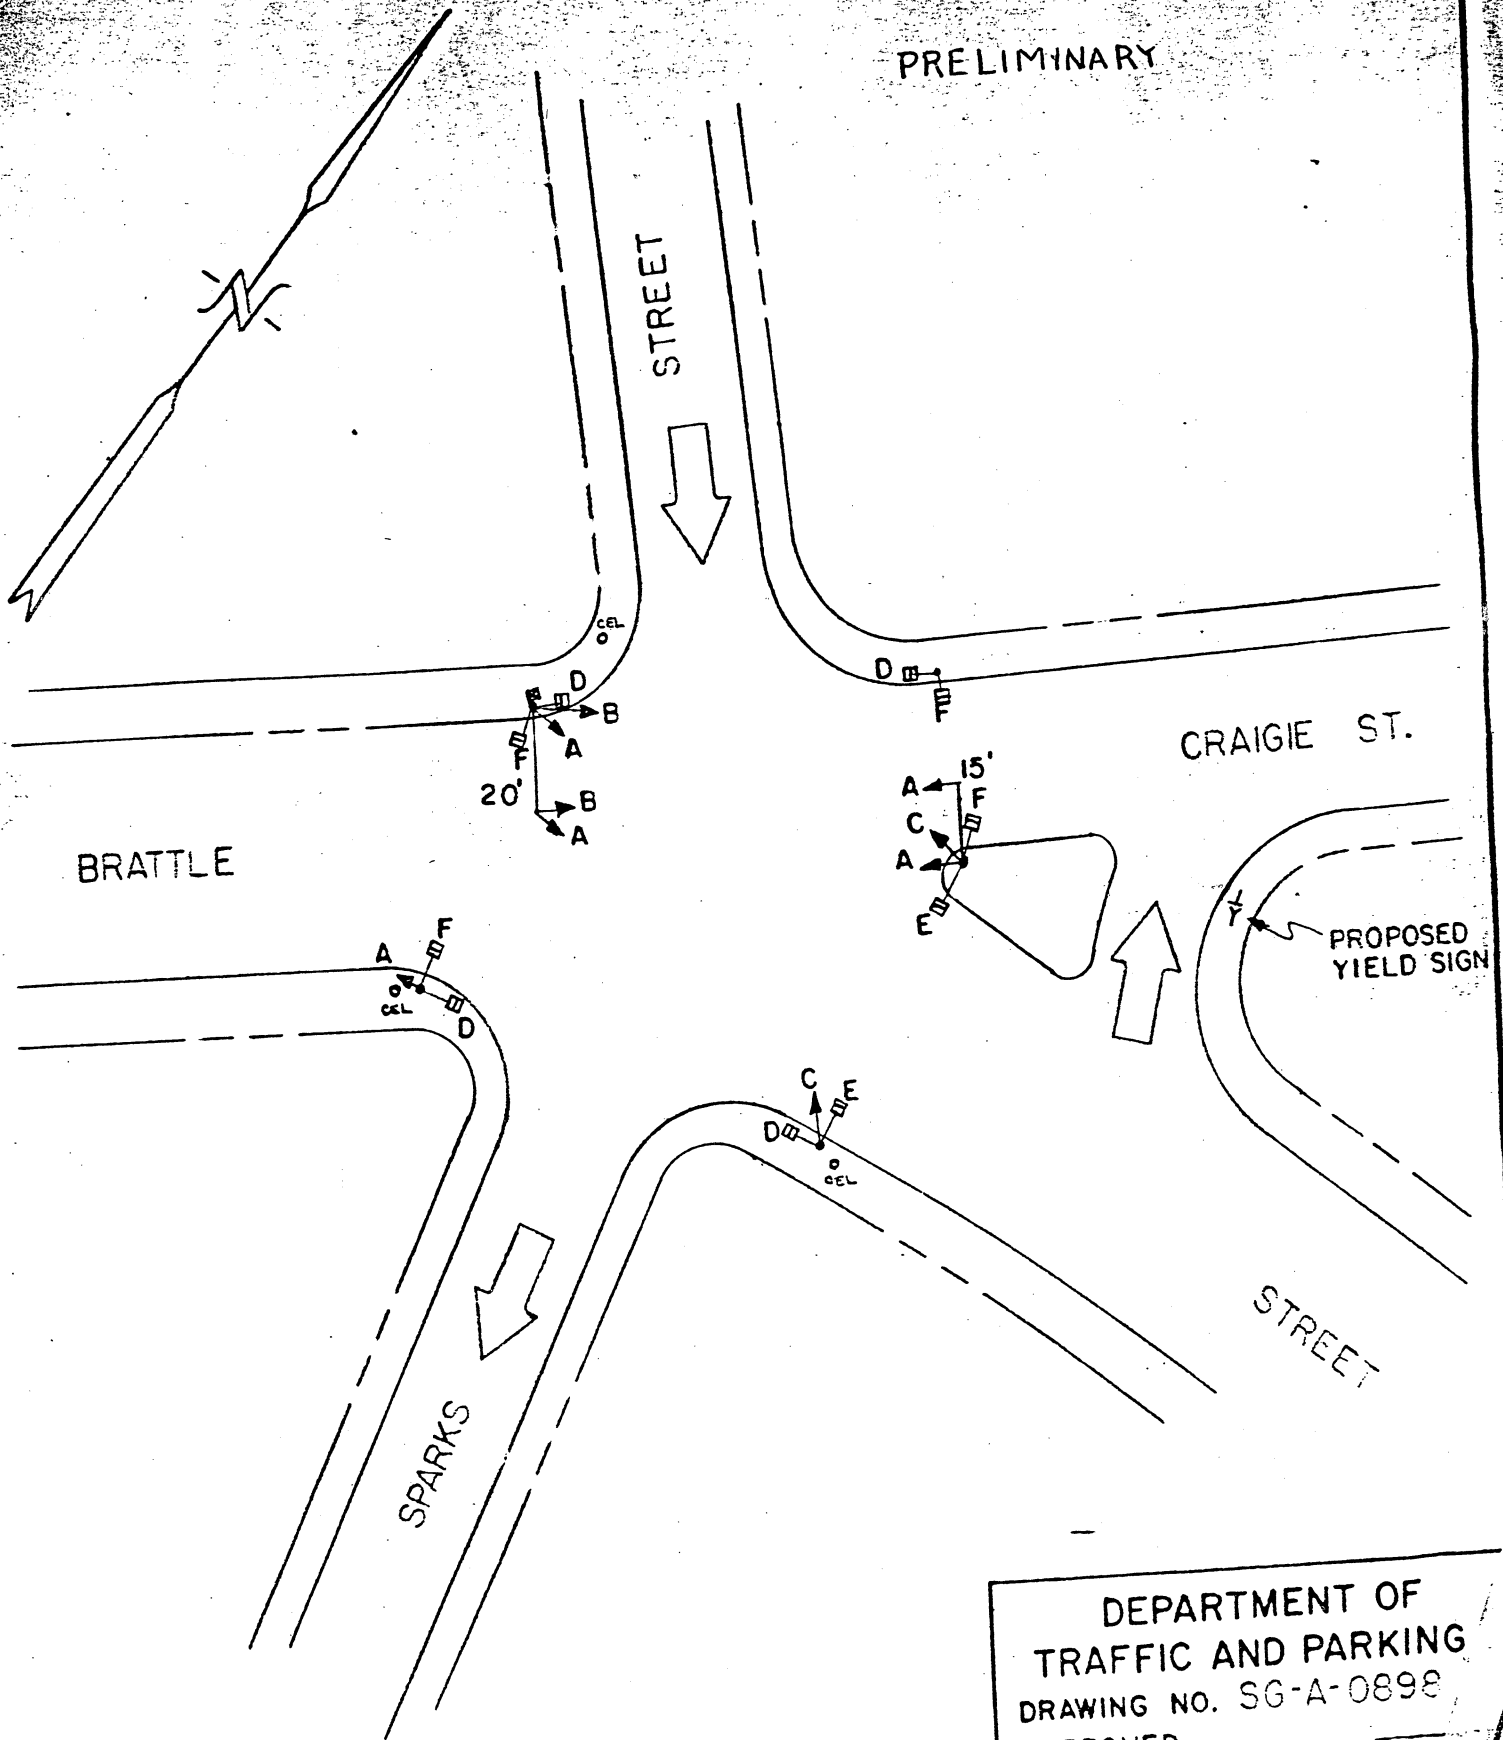 PRELIMINARY
N
STREET
CEL
D
B
A
F
20'
B
A
D
F
CRAIGIE ST.
15'
A
F
C
A
E
BRATTLE
F
A
CEL
D
Y
PROPOSED
YIELD SIGN
C
E
D
CEL
STREET
SPARKS
DEPARTMENT OF
TRAFFIC AND PARKING
DRAWING NO. SG-A-0898